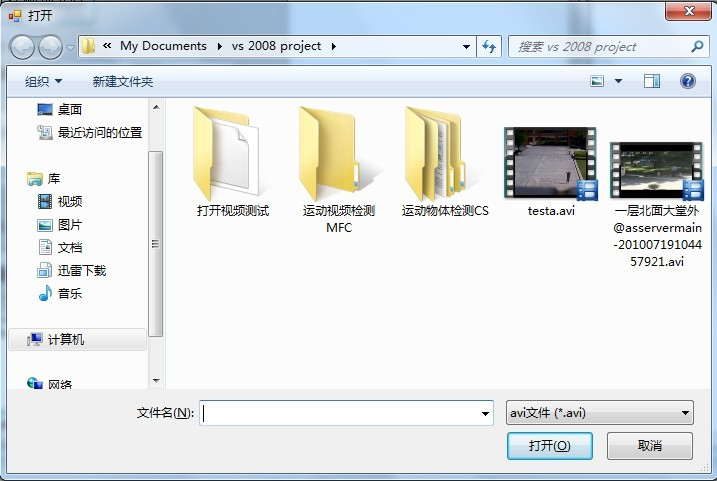 打开
« My Documents vs 2008 project
搜索 vs 2008 project
组织 新建文件夹
桌面
最近访问的位置
库
视频
图片
文档
迅雷下载
音乐
计算机
网络
打开视频测试
运动视频检测
MFC
运动物体检测CS
testa.avi
一层北面大堂外
@asservermain
-201007191044
57921.avi
文件名(N):
avi文件 (*.avi)
打开(O)
取消